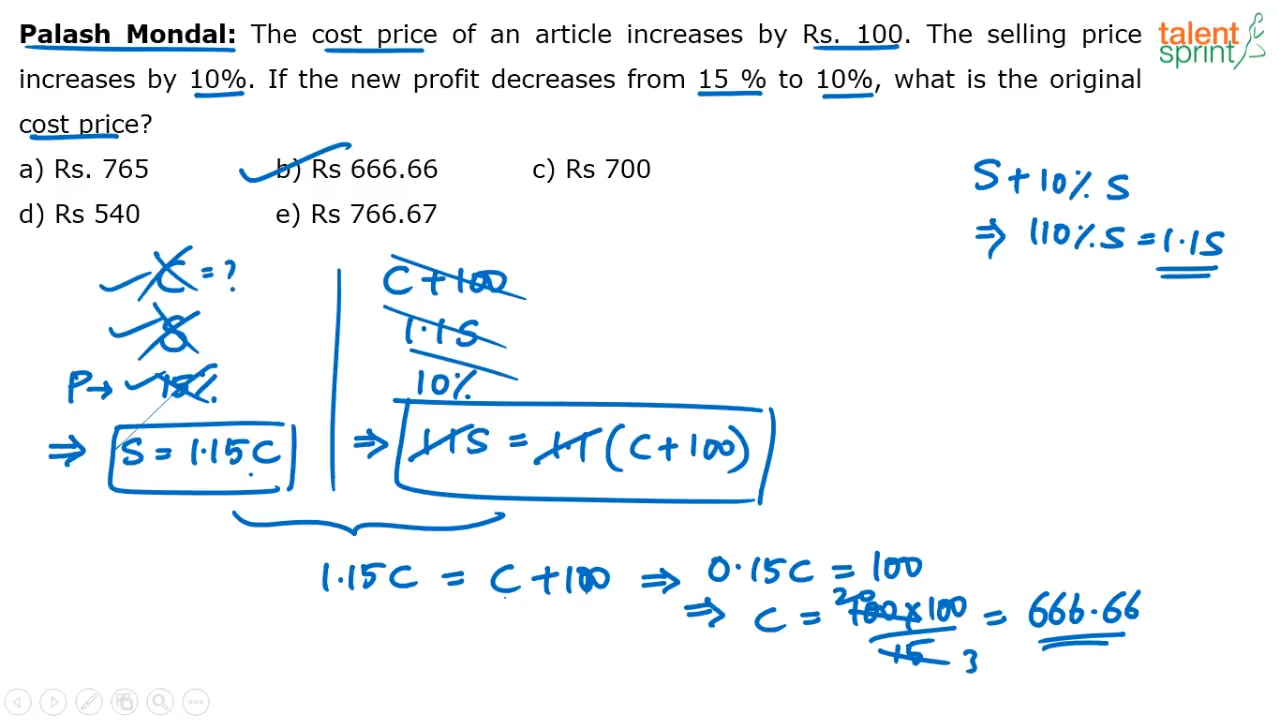 Palash Mondal: The cost price of an article increases by Rs. 100. The selling price
increases by 10%. If the new profit decreases from 15 % to 10%, what is the original
cost price?
talent
sprint
a) Rs. 765 b) Rs 666.66 c) Rs 700
d) Rs 540 e) Rs 766.67
S + 10% S
⇒ 110% S = 1.1S
C = ?
S
P → 15%
⇒ S = 1.15C
C + 100
1.1S
10%
⇒ 1.1S = 1.1 (C + 100)
1.15C = C + 100 ⇒ 0.15C = 100
⇒ C = 100 × 100 / 15 = 666.66
20
3